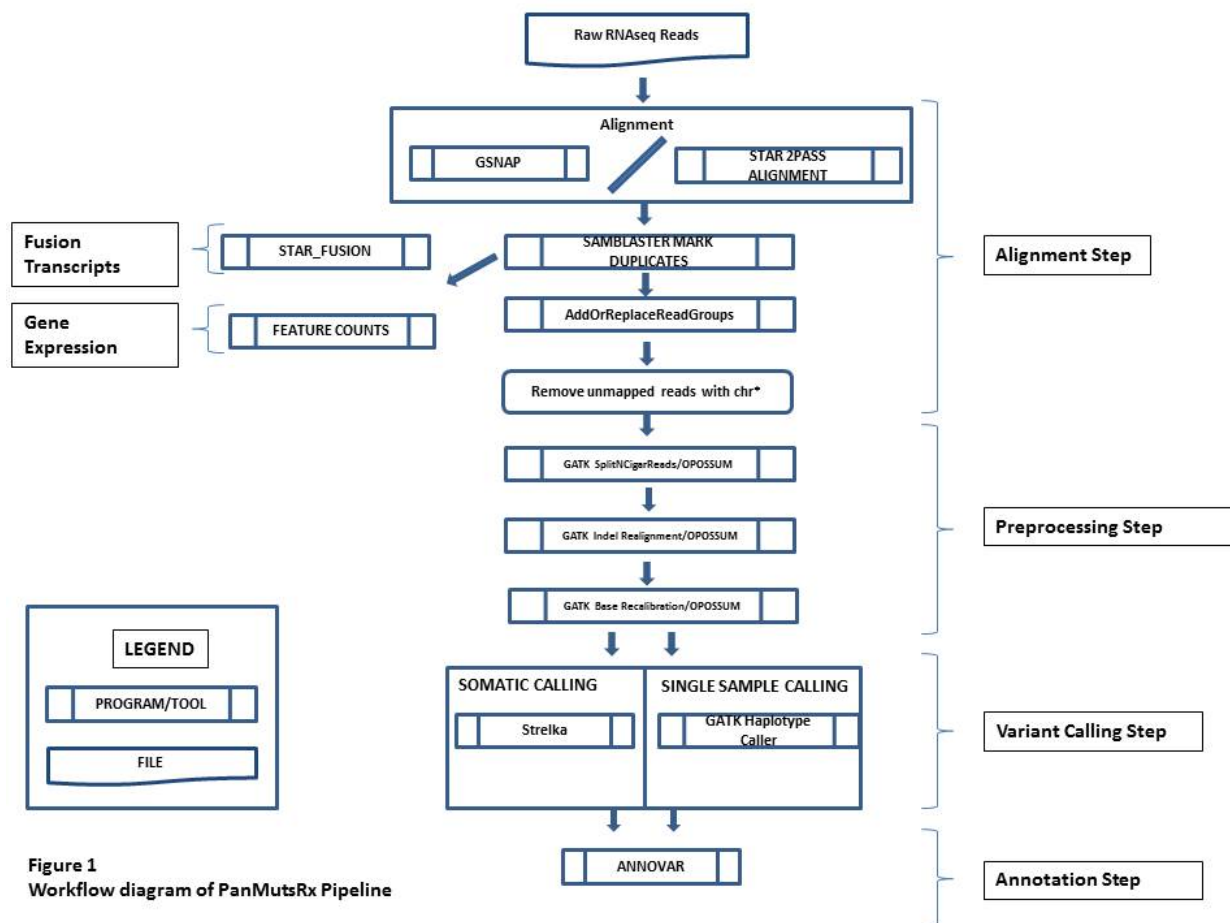 Raw RNAseq Reads
Alignment
GSNAP
STAR 2PASS
ALIGNMENT
Fusion
Transcripts
STAR_FUSION
SAMBLASTER MARK
DUPLICATES
Alignment Step
Gene
Expression
FEATURE COUNTS
AddOrReplaceReadGroups
Remove unmapped reads with chr*
GATK SplitNCigarReads/OPOSSUM
GATK Indel Realignment/OPOSSUM
Preprocessing Step
GATK Base Recalibration/OPOSSUM
LEGEND
PROGRAM/TOOL
FILE
SOMATIC CALLING
Strelka
SINGLE SAMPLE CALLING
GATK Haplotype
Caller
Variant Calling Step
ANNOVAR
Annotation Step
Figure 1
Workflow diagram of PanMutsRx Pipeline